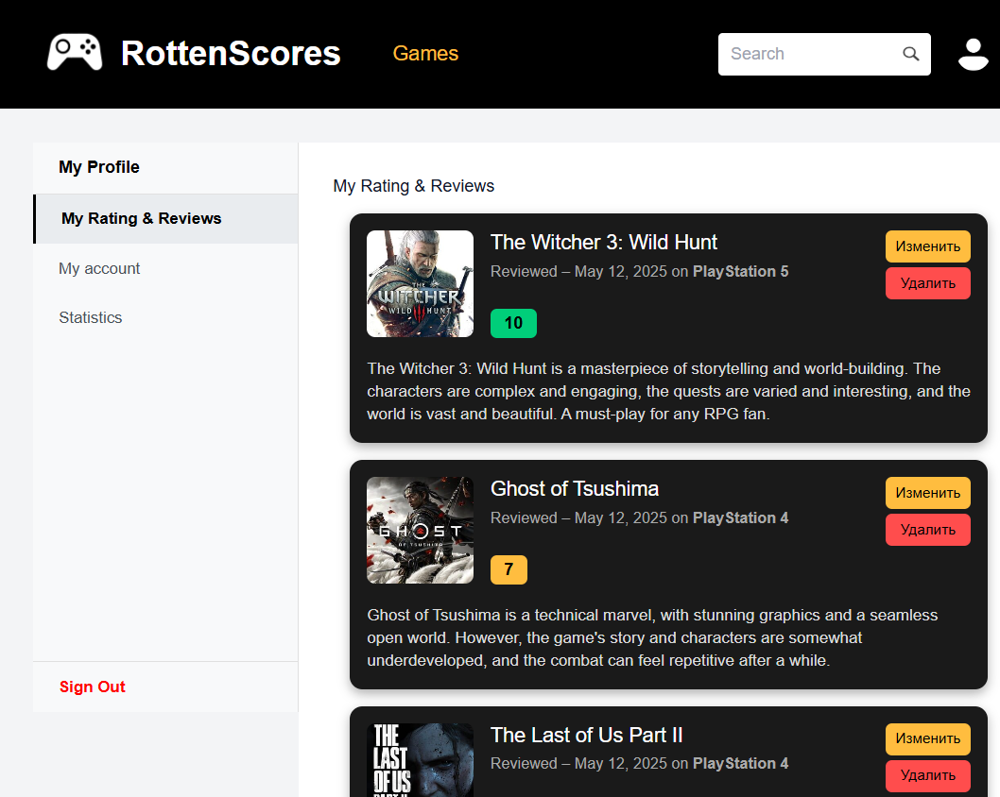 RottenScores
Games
Search
My Profile
My Rating & Reviews
My account
Statistics
Sign Out
My Rating & Reviews
THE
WITCHER
WILD HUNT
The Witcher 3: Wild Hunt
Reviewed – May 12, 2025 on PlayStation 5
10
Изменить
Удалить
The Witcher 3: Wild Hunt is a masterpiece of storytelling and world-building. The
characters are complex and engaging, the quests are varied and interesting, and the
world is vast and beautiful. A must-play for any RPG fan.
GHOST
OF TSUSHIMA
Ghost of Tsushima
Reviewed – May 12, 2025 on PlayStation 4
7
Изменить
Удалить
Ghost of Tsushima is a technical marvel, with stunning graphics and a seamless
open world. However, the game's story and characters are somewhat
underdeveloped, and the combat can feel repetitive after a while.
THE
LAST
OF US
PART II
The Last of Us Part II
Reviewed – May 12, 2025 on PlayStation 4
Изменить
Удалить